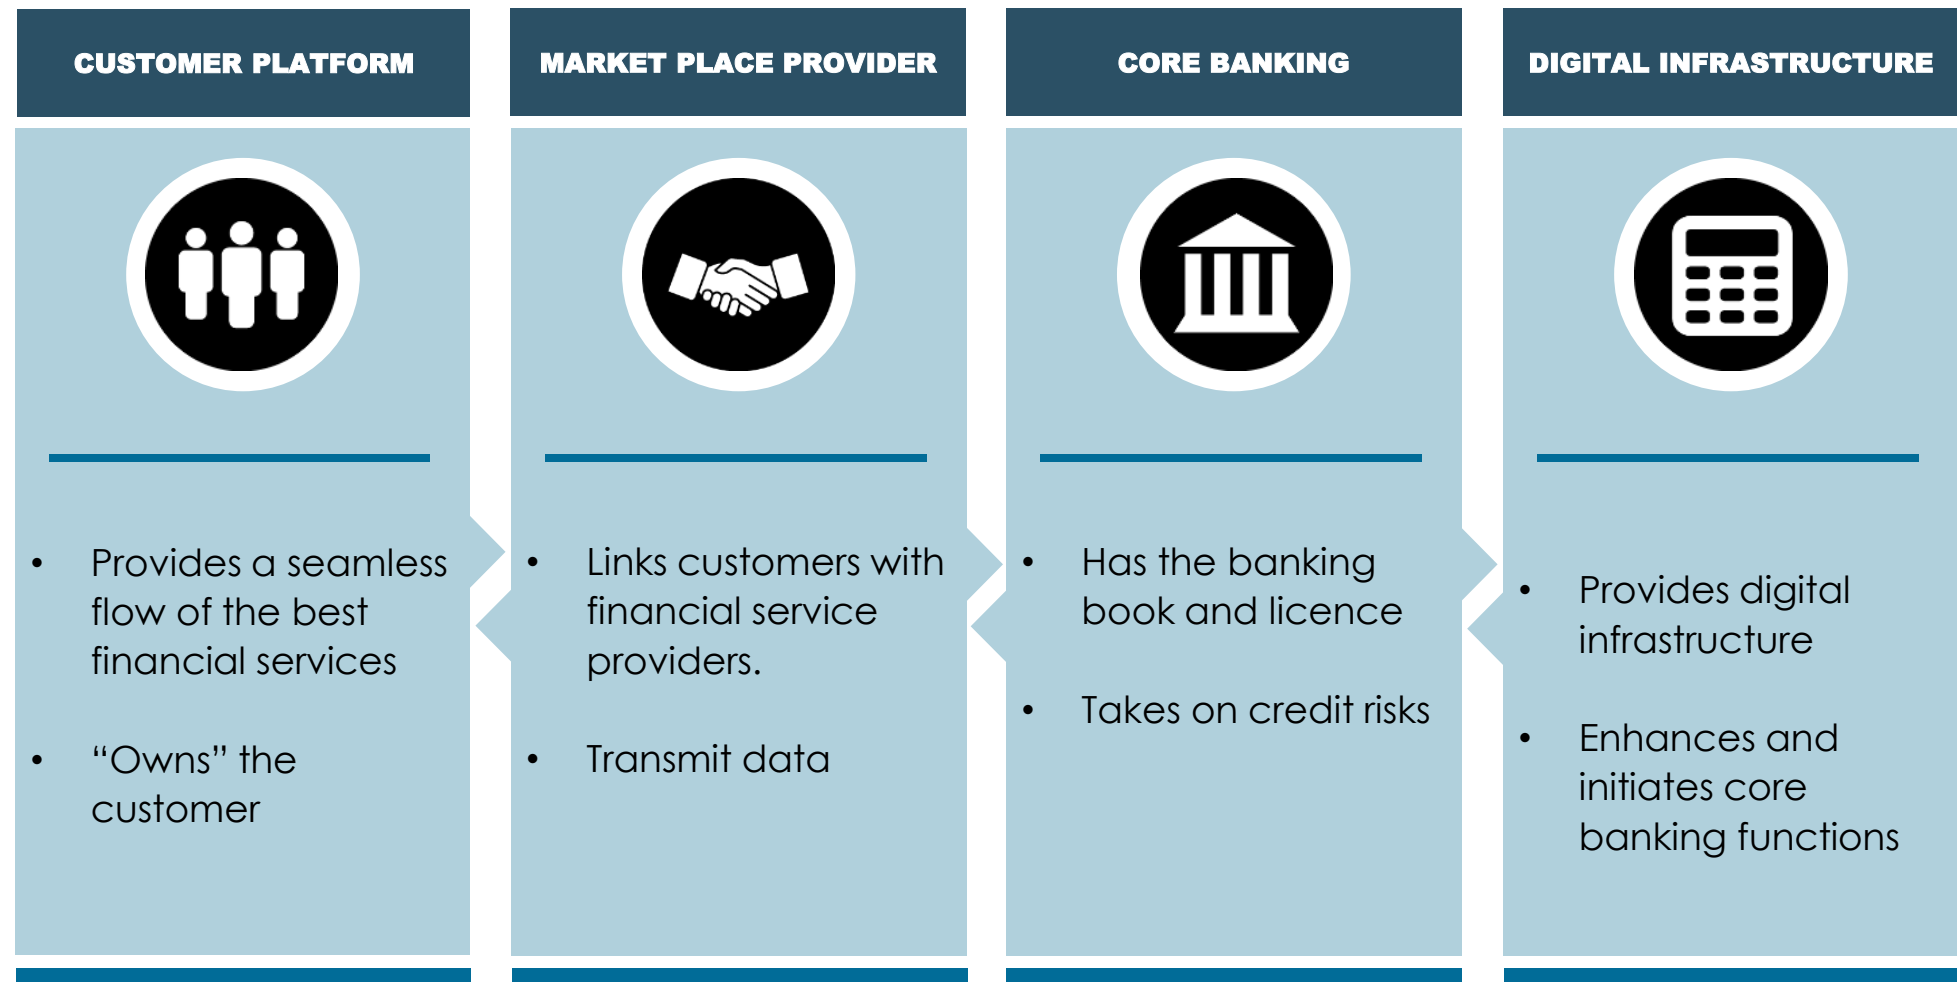 CUSTOMER PLATFORM
MARKET PLACE PROVIDER
CORE BANKING
DIGITAL INFRASTRUCTURE
• Provides a seamless
flow of the best
financial services
• “Owns” the
customer
• Links customers with
financial service
providers.
• Transmit data
• Has the banking
book and licence
• Takes on credit risks
• Provides digital
infrastructure
• Enhances and
initiates core
banking functions